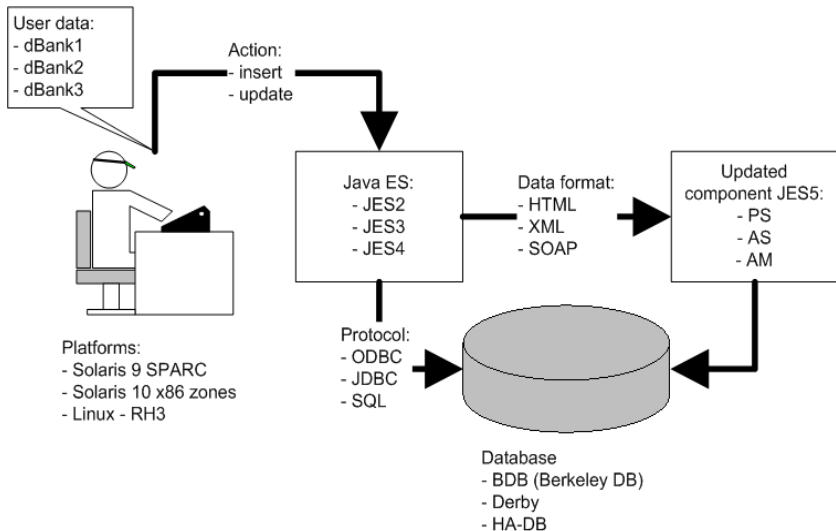 User data:
- dBank1
- dBank2
- dBank3
Action:
- insert
- update
Java ES:
- JES2
- JES3
- JES4
Data format:
- HTML
- XML
- SOAP
Updated
component JES5:
- PS
- AS
- AM
Platforms:
- Solaris 9 SPARC
- Solaris 10 x86 zones
- Linux - RH3
Protocol:
- ODBC
- JDBC
- SQL
Database
- BDB (Berkeley DB)
- Derby
- HA-DB